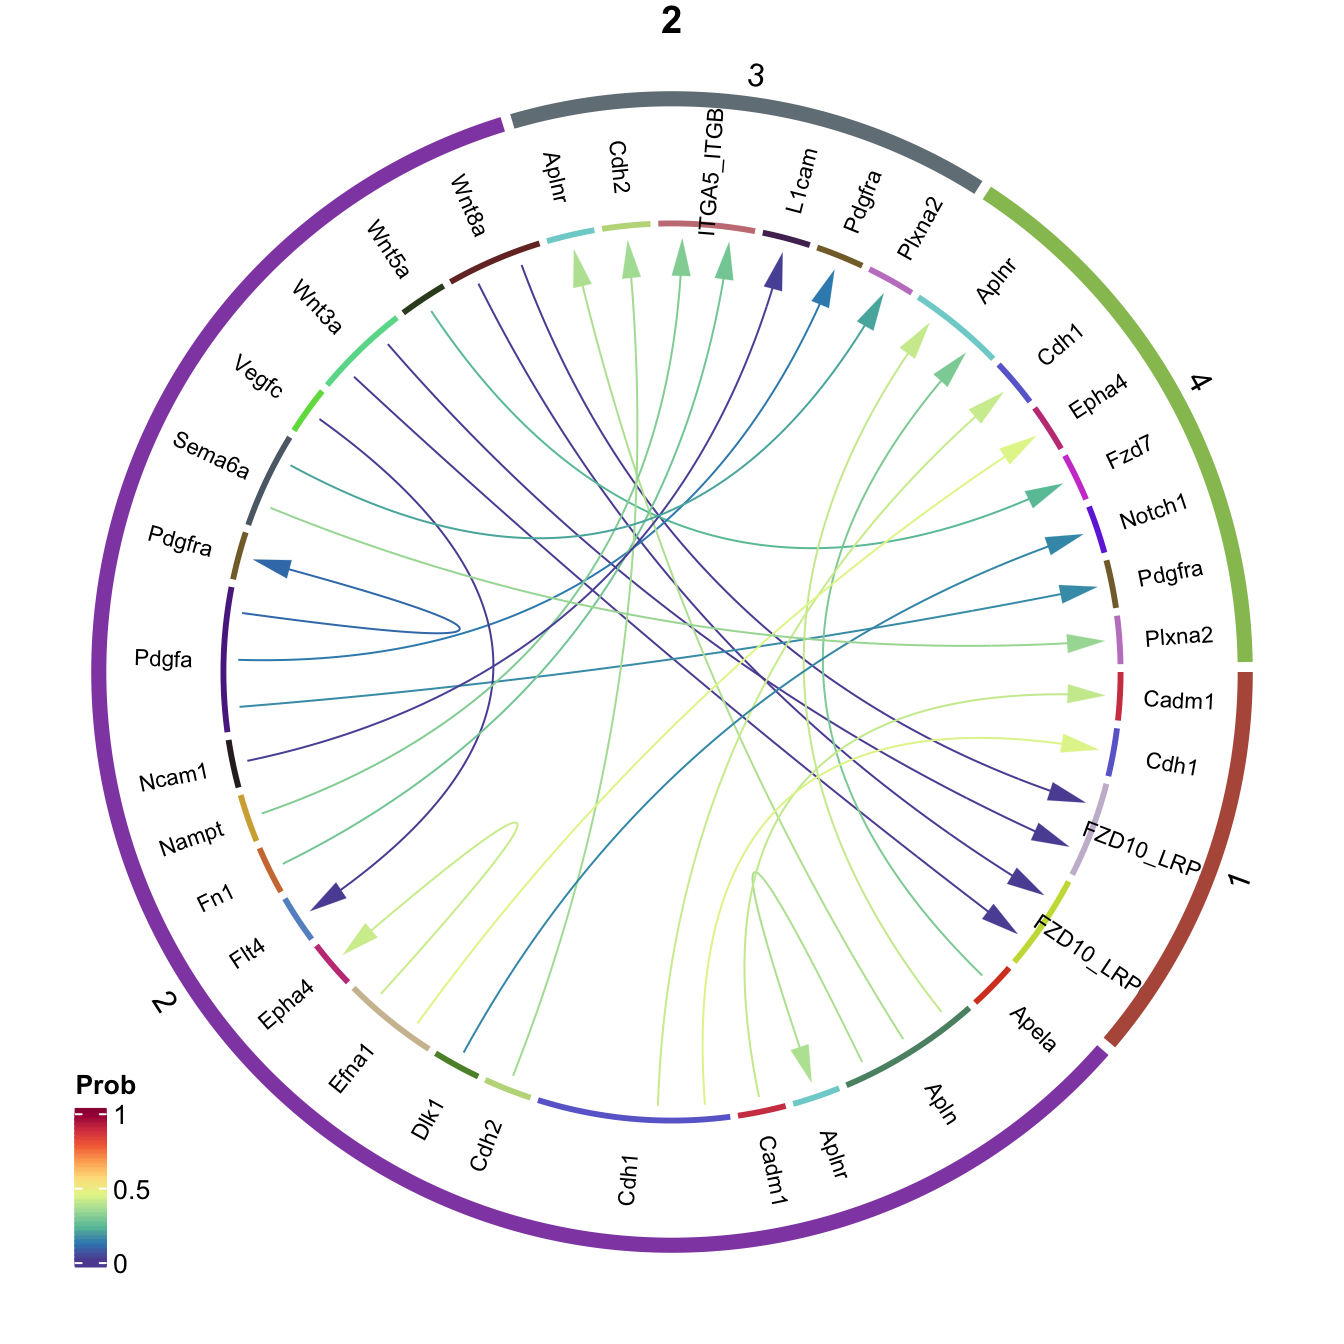 2
3
Aplnr
Cdh2
ITGA5_ITGB
L1cam
Pdgfra
Plxna2
4
Aplnr
Cdh1
Epha4
Fzd7
Notch1
Pdgfra
Plxna2
1
Cadm1
Cdh1
FZD10_LRP
FZD10_LRP
2
Apela
Apln
Aplnr
Cadm1
Cdh1
Cdh2
Dlk1
Efna1
Epha4
Flt4
Fn1
Nampt
Ncam1
Pdgfa
Pdgfra
Sema6a
Vegfc
Wnt3a
Wnt5a
Wnt8a
Prob
1
0.5
0